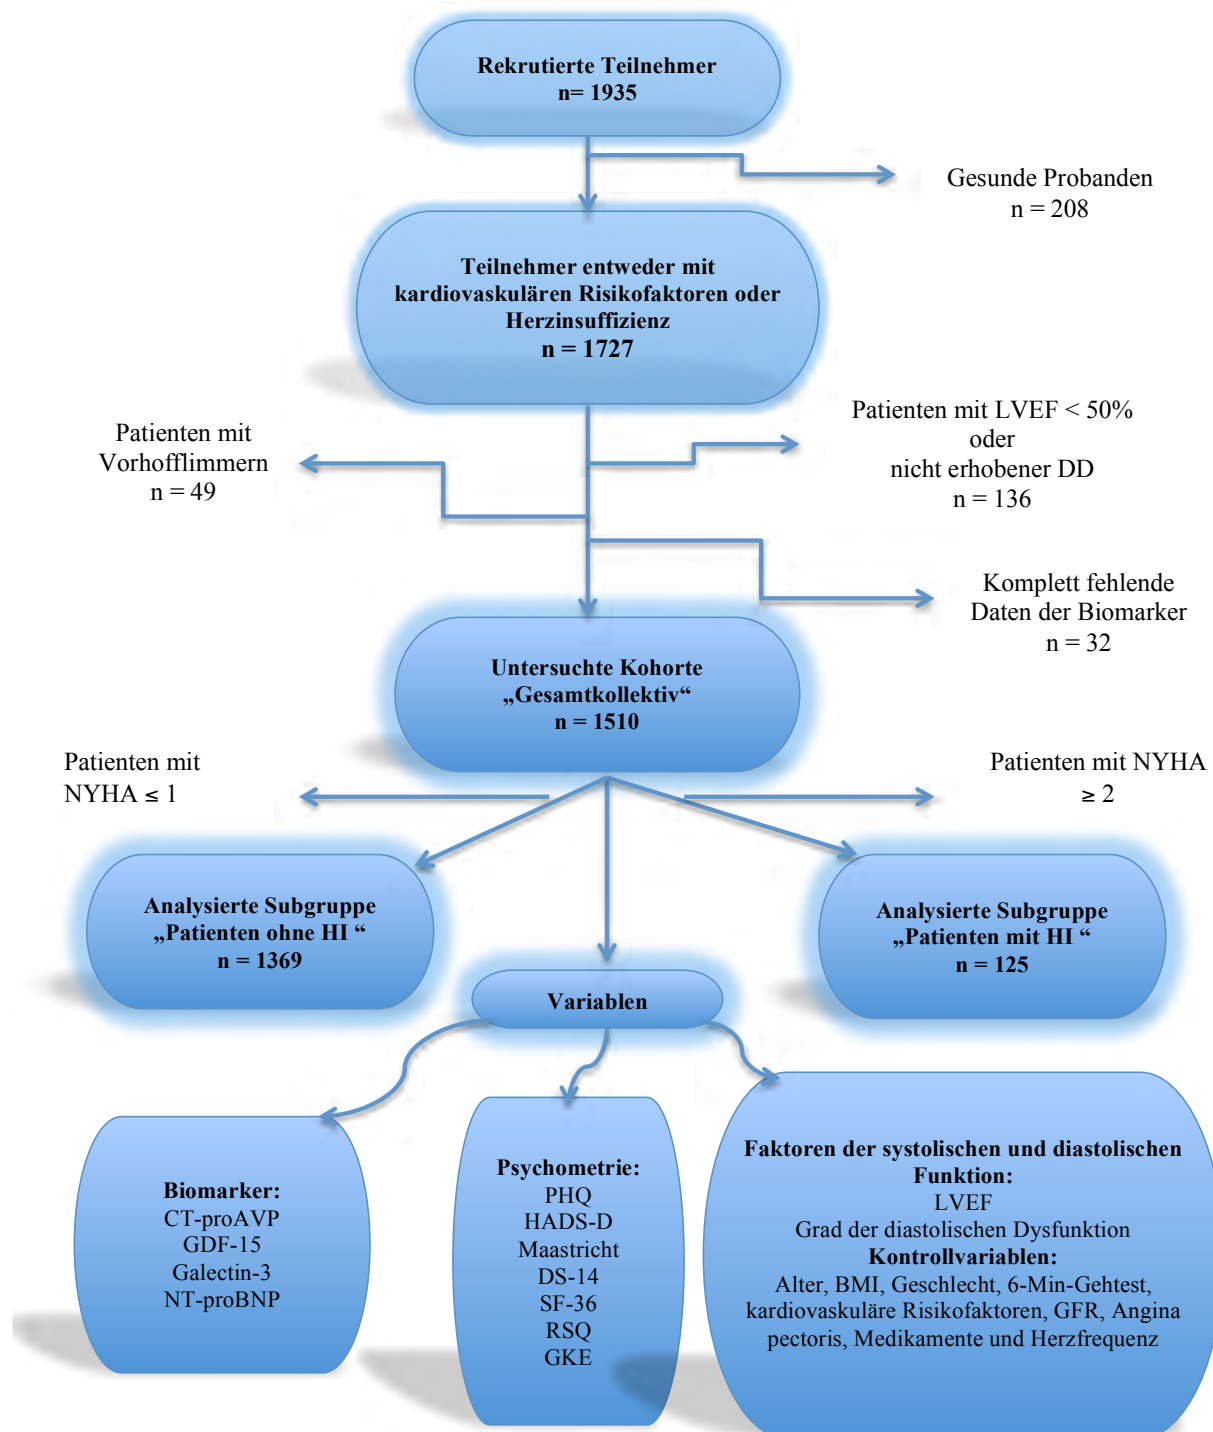 Rekrutierte Teilnehmer
n= 1935
Gesunde Probanden
n = 208
Teilnehmer entweder mit
kardiovaskulären Risikofaktoren oder
Herzinsuffizienz
n = 1727
Patienten mit LVEF < 50%
oder
nicht erhobener DD
n = 136
Patienten mit
Vorhofflimmern
n = 49
Komplett fehlende
Daten der Biomarker
n = 32
Untersuchte Kohorte
„Gesamtkollektiv“
n = 1510
Patienten mit
NYHA ≤ 1
Patienten mit NYHA
≥ 2
Analysierte Subgruppe
„Patienten ohne HI “
n = 1369
Analysierte Subgruppe
„Patienten mit HI “
n = 125
Variablen
Biomarker:
CT-proAVP
GDF-15
Galectin-3
NT-proBNP
Psychometrie:
PHQ
HADS-D
Maastricht
DS-14
SF-36
RSQ
GKE
Faktoren der systolischen und diastolischen
Funktion:
LVEF
Grad der diastolischen Dysfunktion
Kontrollvariablen:
Alter, BMI, Geschlecht, 6-Min-Gehtest,
kardiovaskuläre Risikofaktoren, GFR, Angina
pectoris, Medikamente und Herzfrequenz